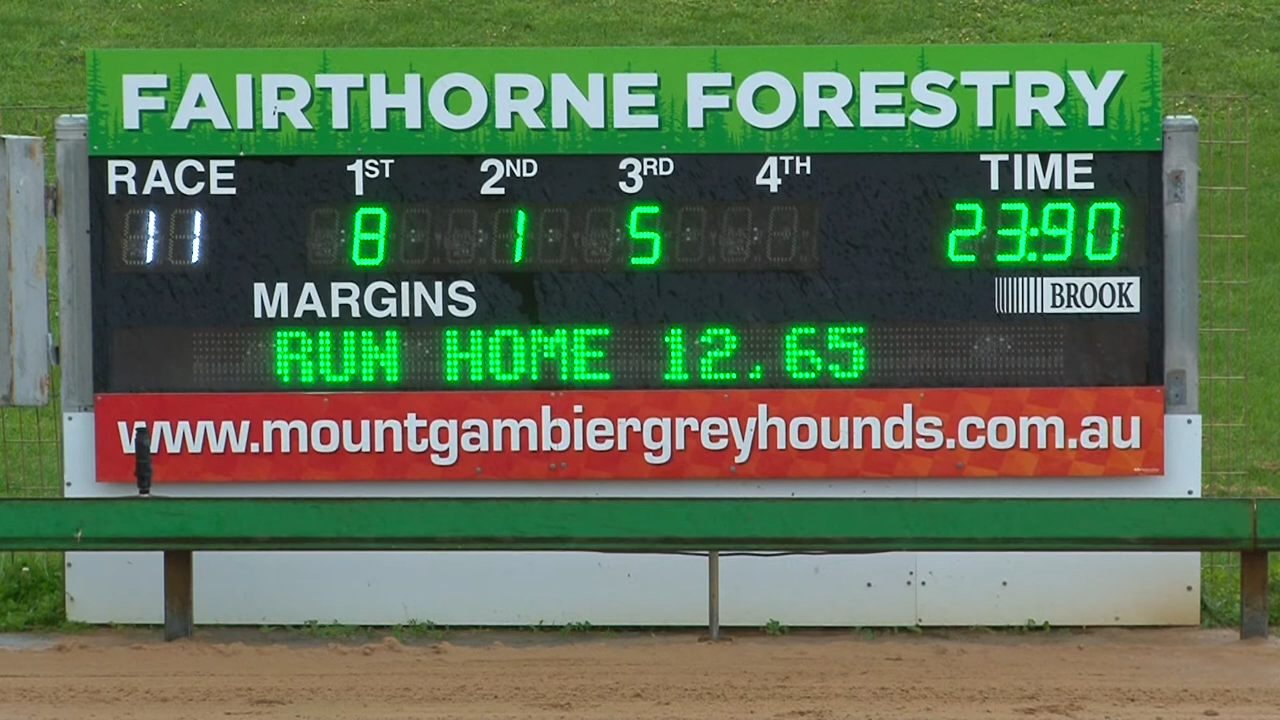 FAIRTHORNE FORESTRY
RACE 1ST 2ND 3RD 4TH TIME
11 8 1 5 23:90
MARGINS BROOK
RUN HOME 12.65
www.mountgambiergreyhounds.com.au